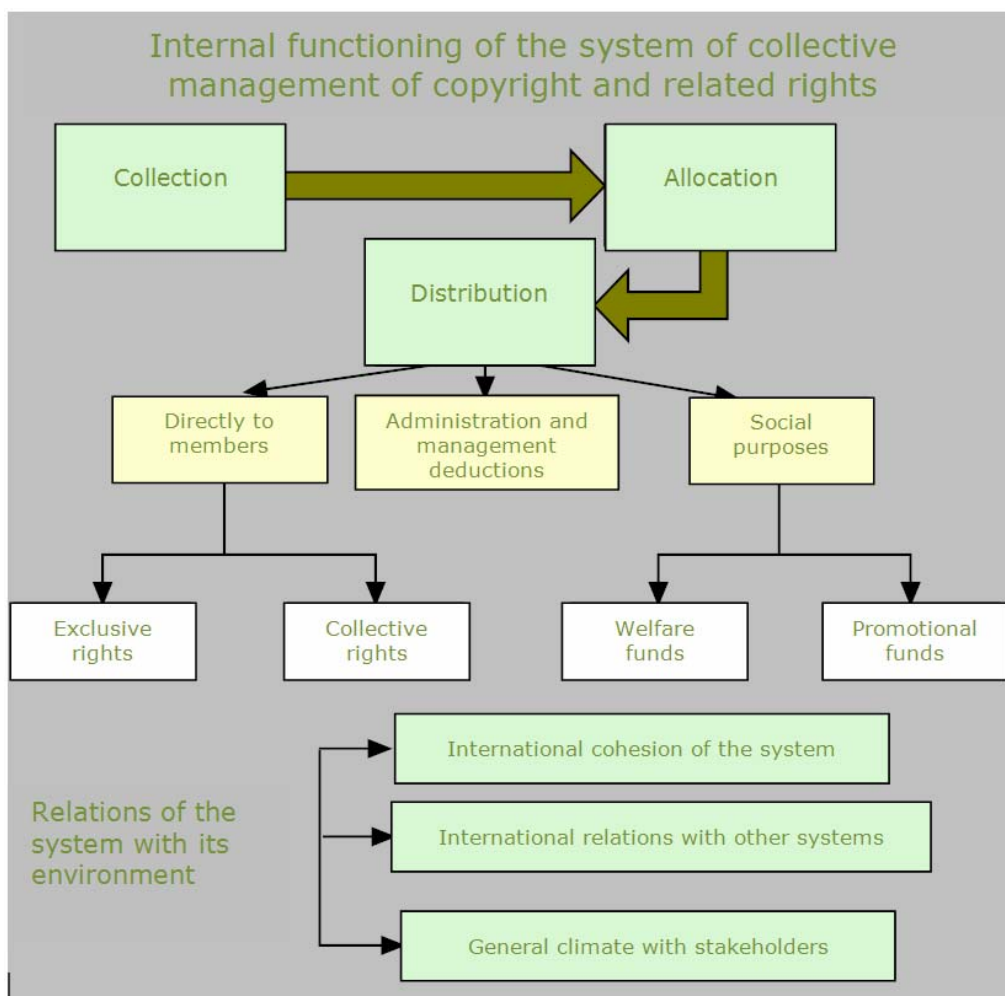 Internal functioning of the system of collective
management of copyright and related rights
Collection
Allocation
Distribution
Directly to
members
Administration and
management
deductions
Social
purposes
Exclusive
rights
Collective
rights
Welfare
funds
Promotional
funds
Relations of the
system with its
environment
International cohesion of the system
International relations with other systems
General climate with stakeholders